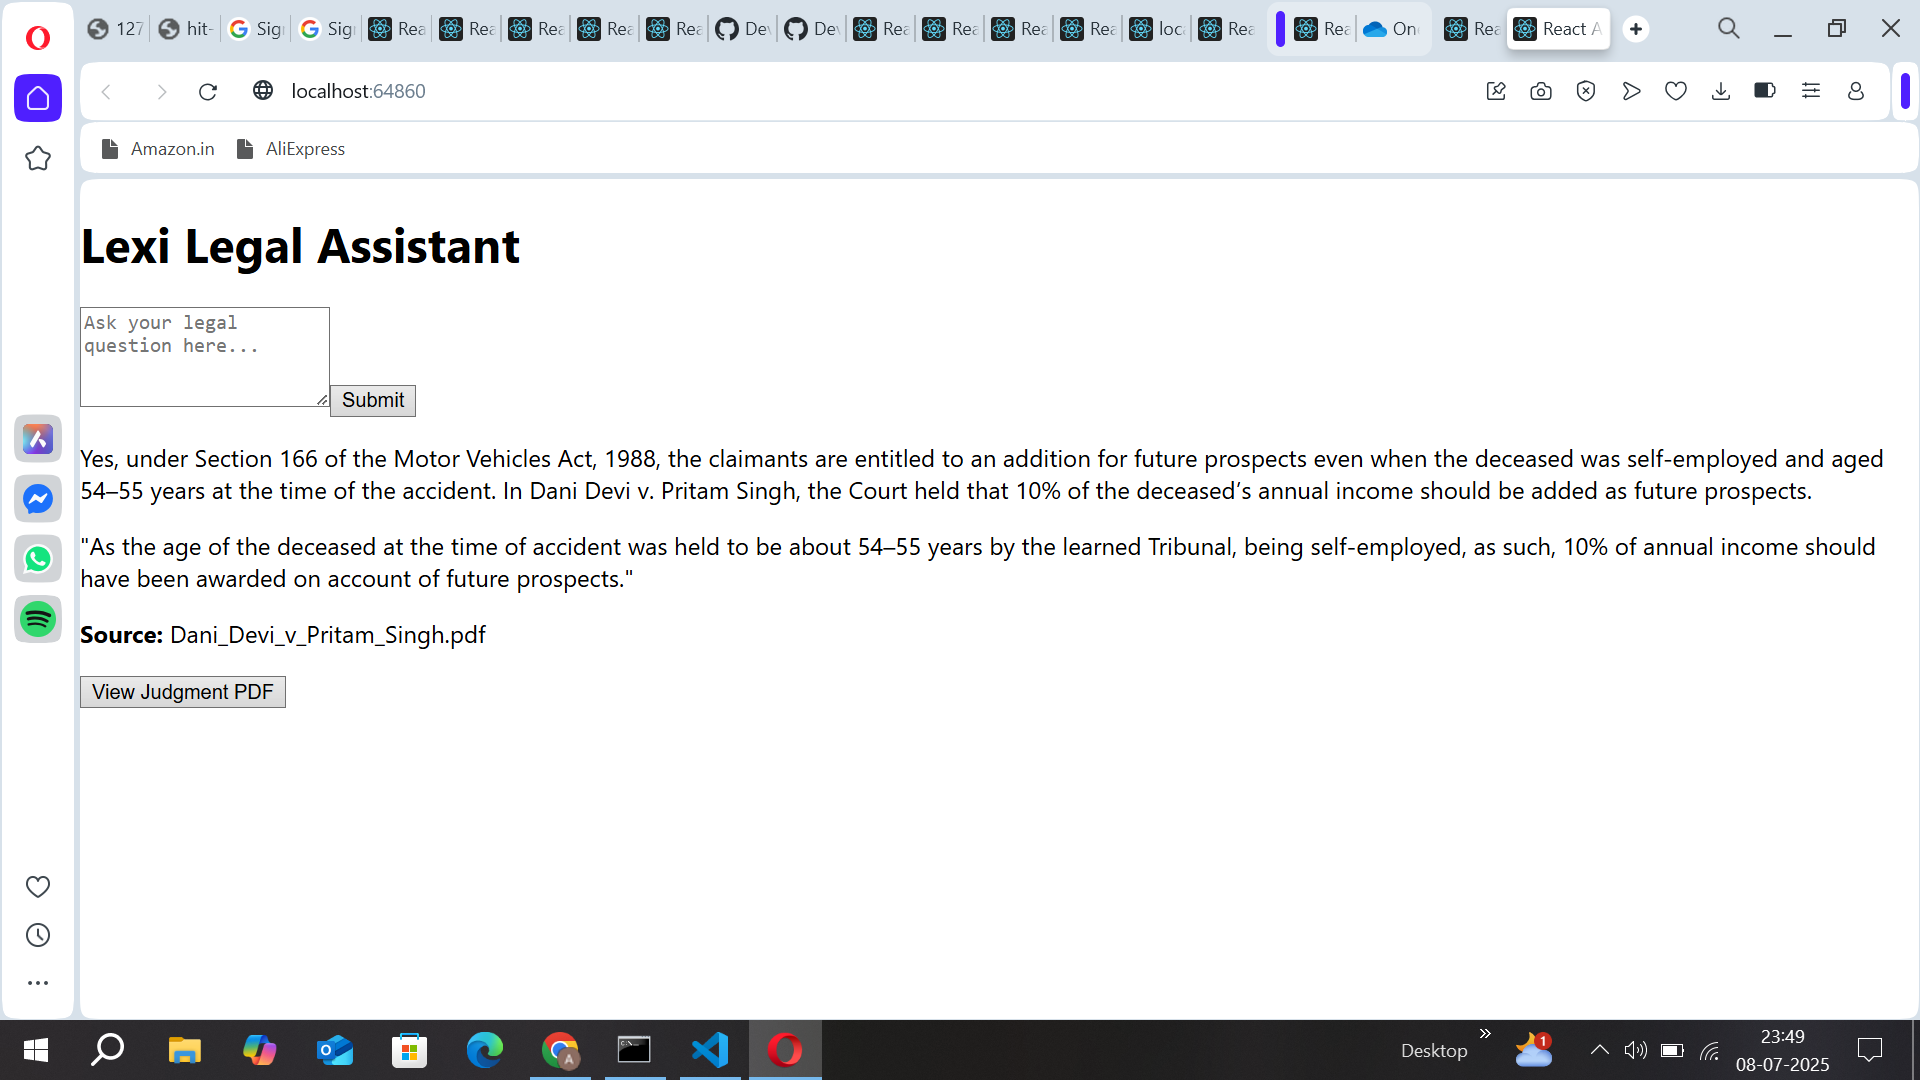 127
hit-
Sig
Sig
Rea
Rea
Rea
Rea
Rea
Dev
Dev
Rea
Rea
Rea
Rea
loca
Rea
Rea
One
Rea
React A
localhost:64860
Amazon.in
AliExpress
Lexi Legal Assistant
Ask your legal
question here...
Submit
Yes, under Section 166 of the Motor Vehicles Act, 1988, the claimants are entitled to an addition for future prospects even when the deceased was self-employed and aged
54–55 years at the time of the accident. In Dani Devi v. Pritam Singh, the Court held that 10% of the deceased’s annual income should be added as future prospects.
"As the age of the deceased at the time of accident was held to be about 54–55 years by the learned Tribunal, being self-employed, as such, 10% of annual income should
have been awarded on account of future prospects."
Source: Dani_Devi_v_Pritam_Singh.pdf
View Judgment PDF
A
Desktop
1
23:49
08-07-2025